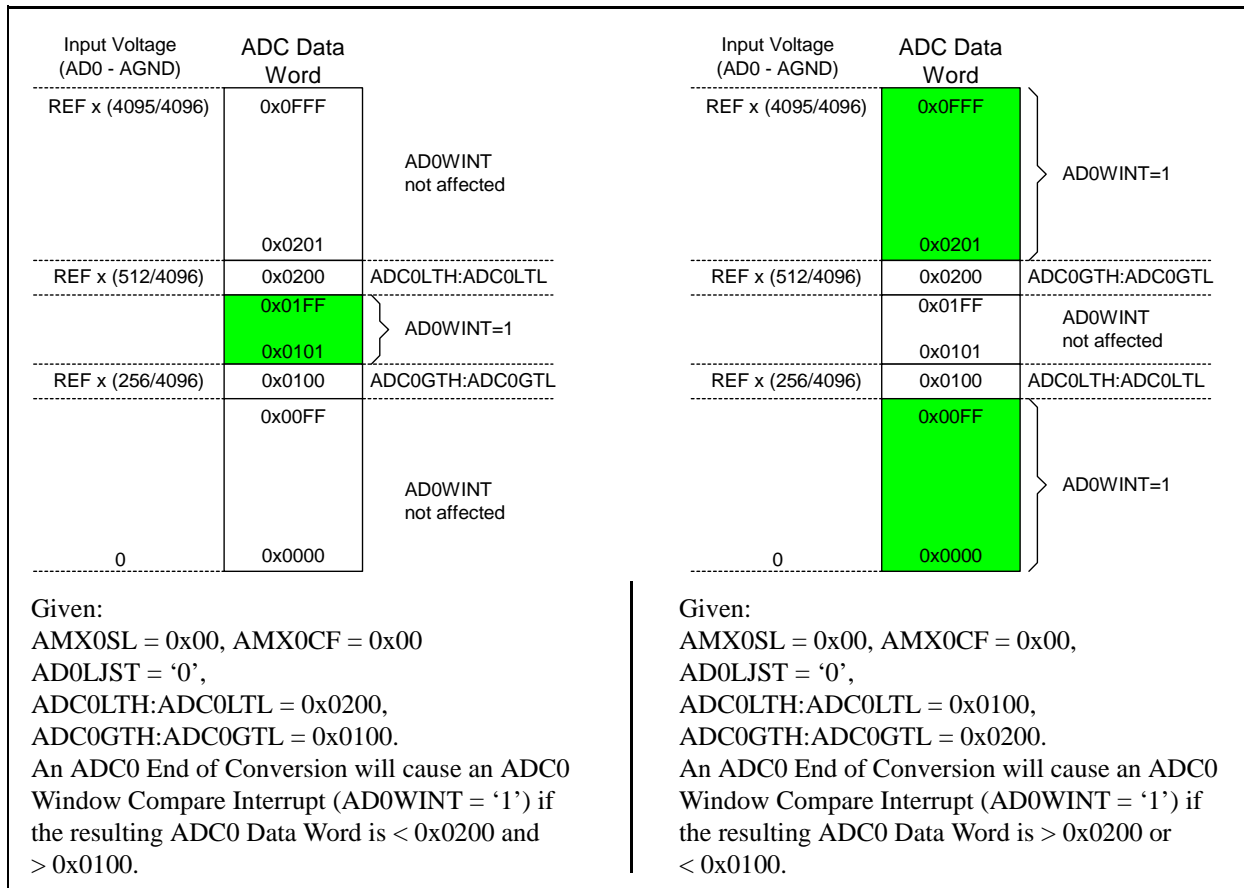 Input Voltage
(AD0 - AGND)
ADC Data
Word
REF x (4095/4096)
0x0FFF
AD0WINT
not affected
0x0201
REF x (512/4096)
0x0200
ADC0LTH:ADC0LTL
0x01FF
AD0WINT=1
0x0101
REF x (256/4096)
0x0100
ADC0GTH:ADC0GTL
0x00FF
AD0WINT
not affected
0
0x0000
Given:
AMX0SL = 0x00, AMX0CF = 0x00
AD0LJST = ‘0’,
ADC0LTH:ADC0LTL = 0x0200,
ADC0GTH:ADC0GTL = 0x0100.
An ADC0 End of Conversion will cause an ADC0
Window Compare Interrupt (AD0WINT = ‘1’) if
the resulting ADC0 Data Word is < 0x0200 and
> 0x0100.
Input Voltage
(AD0 - AGND)
ADC Data
Word
REF x (4095/4096)
0x0FFF
AD0WINT=1
0x0201
REF x (512/4096)
0x0200
ADC0GTH:ADC0GTL
0x01FF
AD0WINT
not affected
0x0101
REF x (256/4096)
0x0100
ADC0LTH:ADC0LTL
0x00FF
AD0WINT=1
0
0x0000
Given:
AMX0SL = 0x00, AMX0CF = 0x00,
AD0LJST = ‘0’,
ADC0LTH:ADC0LTL = 0x0100,
ADC0GTH:ADC0GTL = 0x0200.
An ADC0 End of Conversion will cause an ADC0
Window Compare Interrupt (AD0WINT = ‘1’) if
the resulting ADC0 Data Word is > 0x0200 or
< 0x0100.